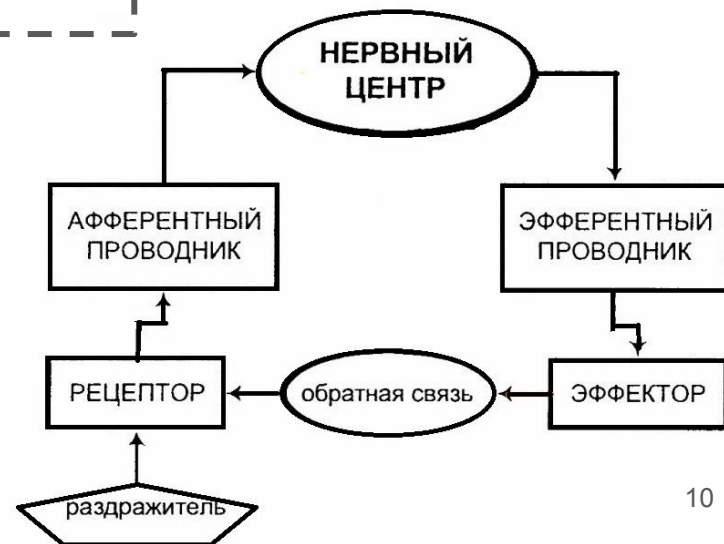 НЕРВНЫЙ
ЦЕНТР
АФФЕРЕНТНЫЙ
ПРОВОДНИК
ЭФФЕРЕНТНЫЙ
ПРОВОДНИК
РЕЦЕПТОР
обратная связь
ЭФФЕКТОР
раздражитель
10